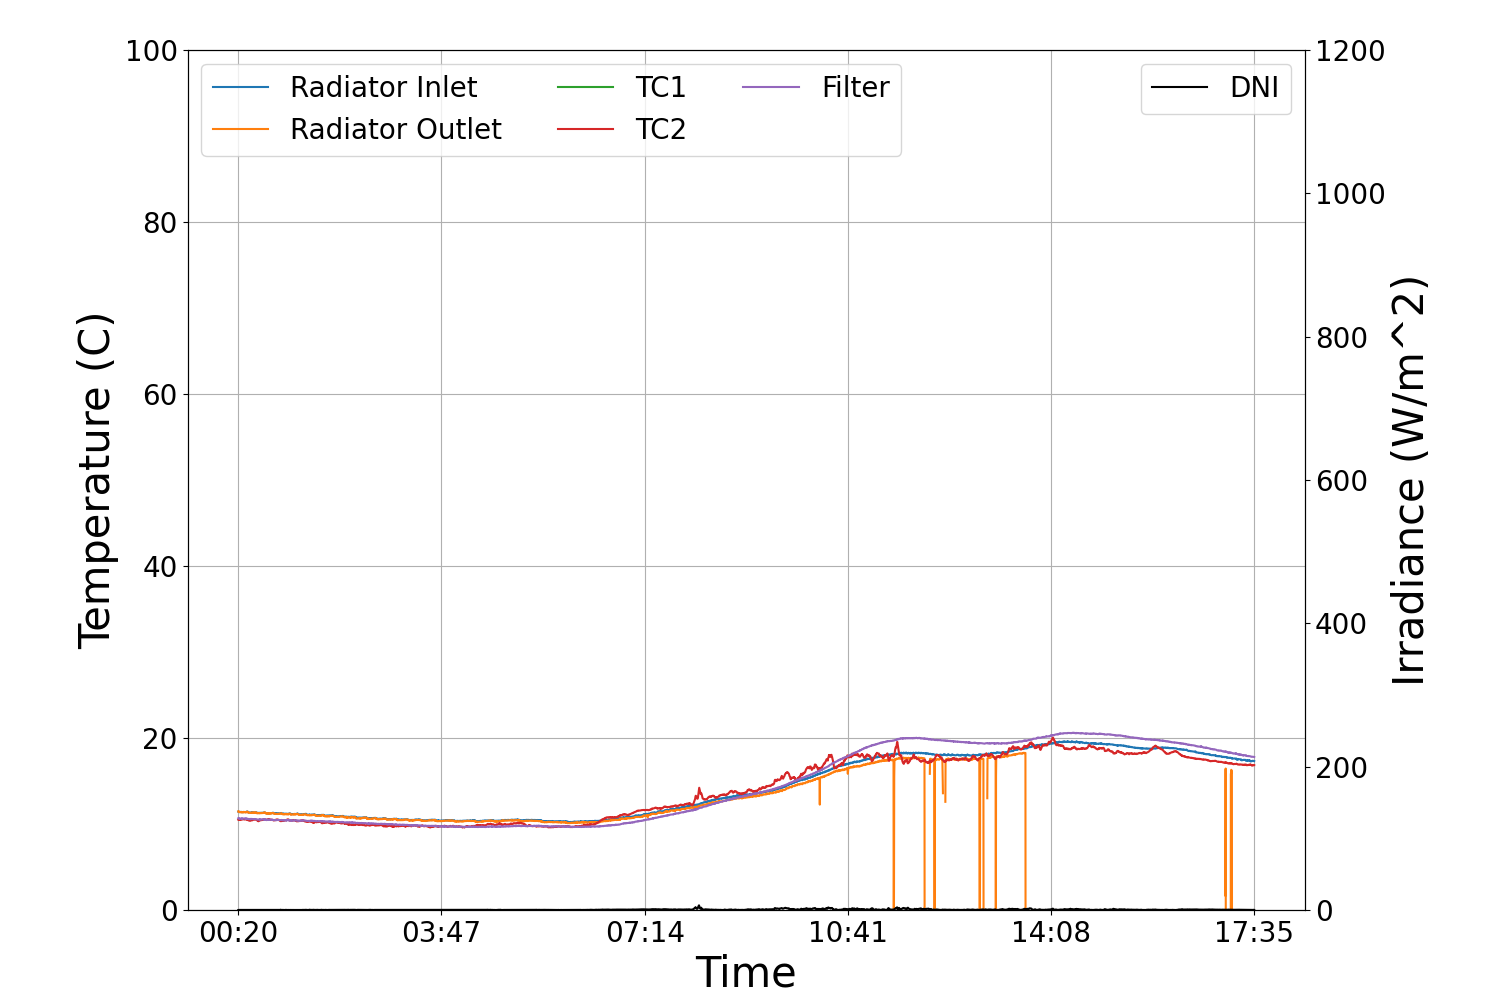 100
80
60
40
20
0
Temperature (C)
Radiator Inlet
Radiator Outlet
TC1
TC2
Filter
DNI
1200
1000
800
600
400
200
0
Irradiance (W/m^2)
00:20 03:47 07:14 10:41 14:08 17:35
Time